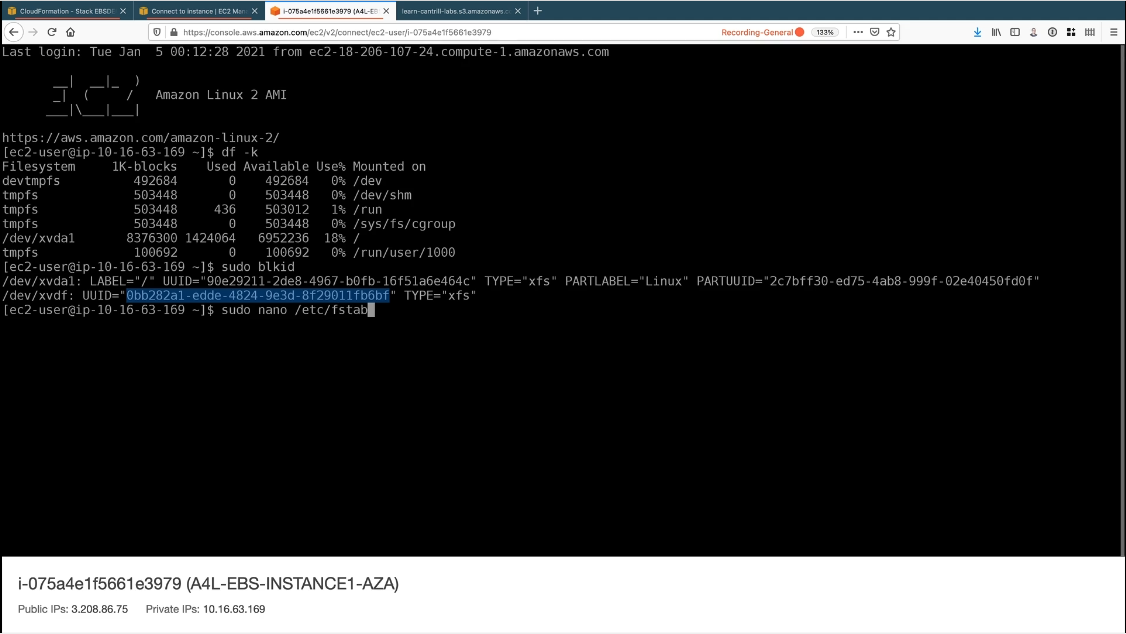 CloudFormation - Stack EBSDE
Connect to instance | EC2 Man
i-075a4e1f5661e3979 (A4L-EB
learn-cantrill-labs.s3.amazonaws.c
https://console.aws.amazon.com/ec2/v2/connect/ec2-user/i-075a4e1f5661e3979
Recording-General
133%
Last login: Tue Jan  5 00:12:28 2021 from ec2-18-206-107-24.compute-1.amazonaws.com
       __|  __|_  )
       _|  (     /   Amazon Linux 2 AMI
      ___|\___|___|
https://aws.amazon.com/amazon-linux-2/
[ec2-user@ip-10-16-63-169 ~]$ df -k
Filesystem     1K-blocks    Used Available Use% Mounted on
devtmpfs          492684       0    492684   0% /dev
tmpfs             503448       0    503448   0% /dev/shm
tmpfs             503448     436    503012   1% /run
tmpfs             503448       0    503448   0% /sys/fs/cgroup
/dev/xvda1       8376300 1424064   6952236  18% /
tmpfs             100692       0    100692   0% /run/user/1000
[ec2-user@ip-10-16-63-169 ~]$ sudo blkid
/dev/xvda1: LABEL="/" UUID="90e29211-2de8-4967-b0fb-16f51a6e464c" TYPE="xfs" PARTLABEL="Linux" PARTUUID="2c7bff30-ed75-4ab8-999f-02e40450fd0f"
/dev/xvdf: UUID="0bb282a1-edde-4824-9e3d-8f29011fb6bf" TYPE="xfs"
[ec2-user@ip-10-16-63-169 ~]$ sudo nano /etc/fstab
i-075a4e1f5661e3979 (A4L-EBS-INSTANCE1-AZA)
Public IPs: 3.208.86.75 Private IPs: 10.16.63.169